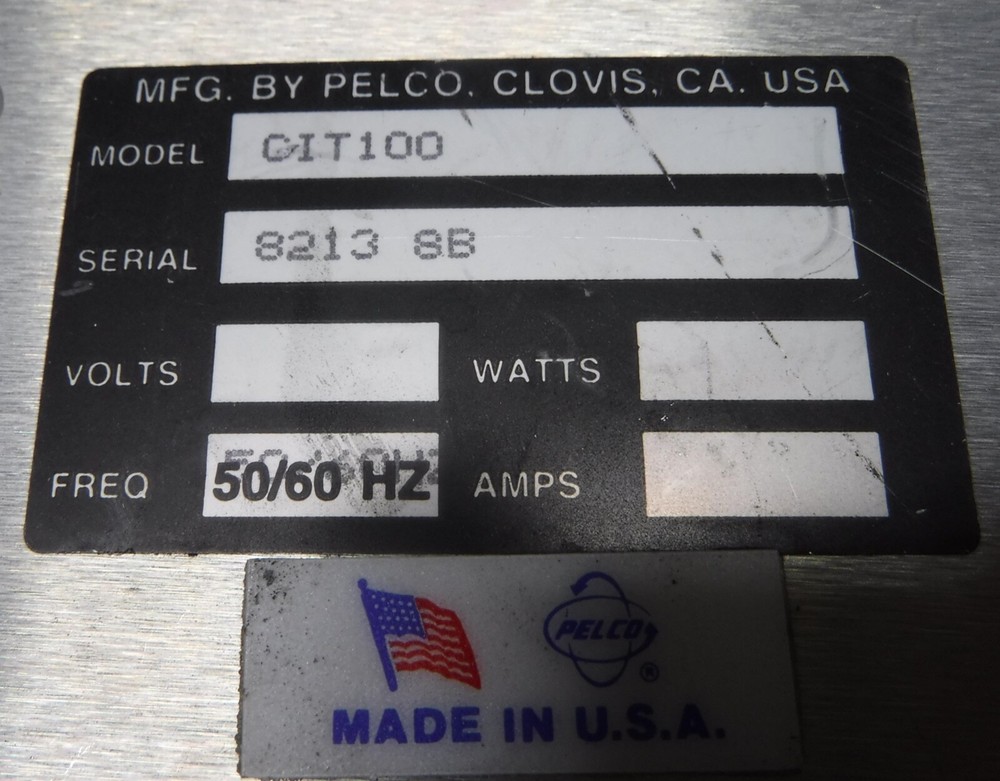 MFG. BY PELCO, CLOVIS, CA. USA
MODEL GIT100
SERIAL 8213 8B
VOLTS WATTS
FREQ 50/60 HZ AMPS
PELCO
®
MADE IN U.S.A.